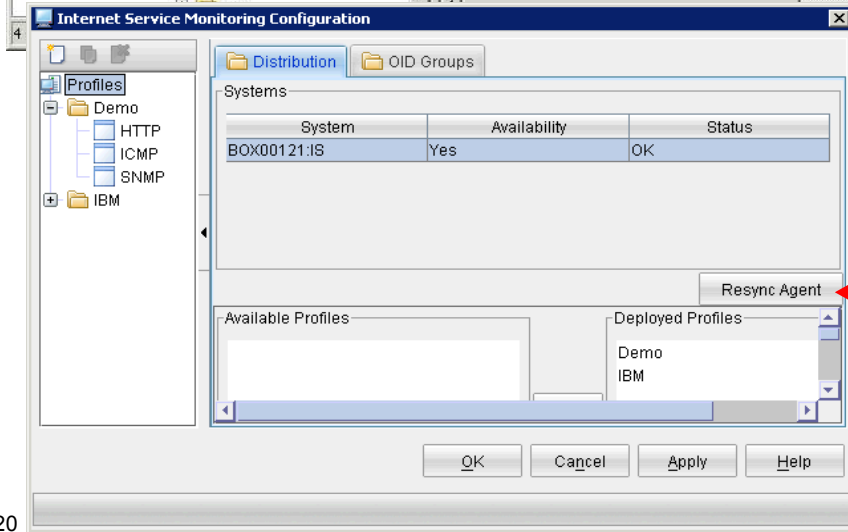 4
Internet Service Monitoring Configuration
Profiles
Demo
HTTP
ICMP
SNMP
IBM
Distribution
OID Groups
Systems
System Availability Status
BOX00121:IS Yes OK
Resync Agent
Available Profiles
Deployed Profiles
Demo
IBM
OK Cancel Apply Help